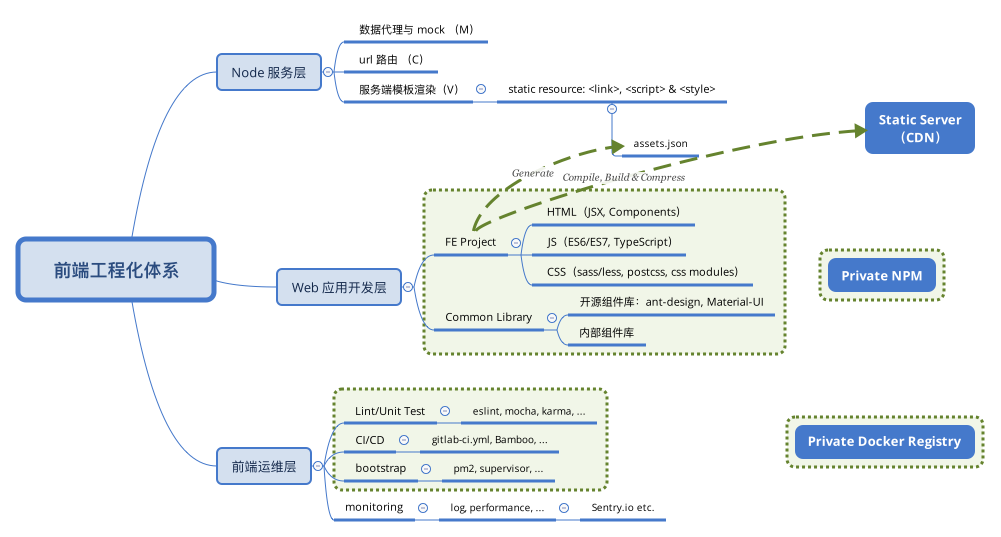 数据代理与 mock （M）
url 路由 （C）
Node 服务层
服务端模板渲染（V）
static resource: <link>, <script> & <style>
Static Server
（CDN）
assets.json
Generate
Compile, Build & Compress
HTML（JSX, Components）
FE Project
JS（ES6/ES7, TypeScript）
CSS（sass/less, postcss, css modules）
前端工程化体系
Web 应用开发层
Private NPM
开源组件库：ant-design, Material-UI
Common Library
内部组件库
Lint/Unit Test
eslint, mocha, karma, ...
CI/CD
gitlab-ci.yml, Bamboo, ...
Private Docker Registry
前端运维层
bootstrap
pm2, supervisor, ...
monitoring
log, performance, ...
Sentry.io etc.